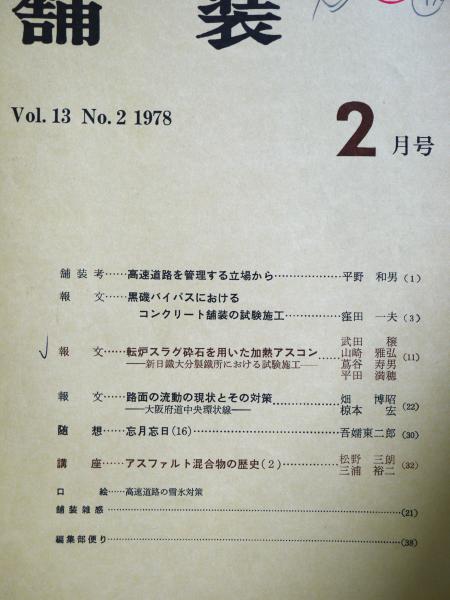 舗装
Vol. 13 No. 2 1978
2月号
舗装考……高速道路を管理する立場から………………平野 和男(1)
報文……黒磯バイパスにおける
コンクリート舗装の試験施工……………窪田 一夫(3)
報文……転炉スラグ砕石を用いた加熱アスコン
――新日鐵大分製鐵所における試験施工――
武田 穣
山崎 雅弘
蔦谷 寿男
平田 満穂
(11)
報文……路面の流動の現状とその対策
――大阪府道中央環状線――
畑 博昭
椋本 宏
(22)
随想……忘月忘日(16)………………………吾嬬東二郎(30)
講座……アスファルト混合物の歴史(2)……………
松野 三朗
三浦 裕二
(32)
口絵……高速道路の雪氷対策
舗装雑感………………………………………(21)
編集部便り……………………………………(38)